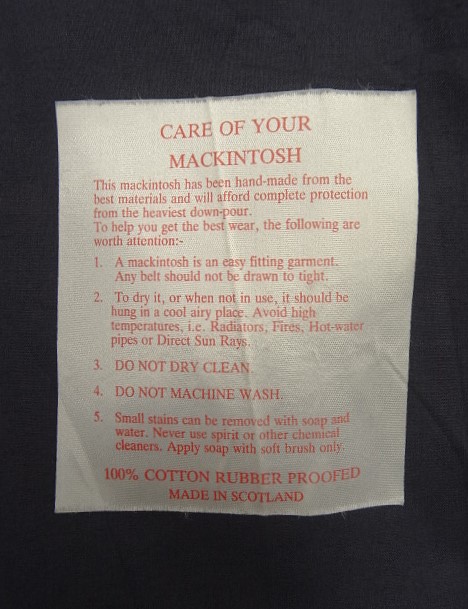 CARE OF YOUR
MACKINTOSH
This mackintosh has been hand-made from the
best materials and will afford complete protection
from the heaviest down-pour.
To help you get the best wear, the following are
worth attention:-
1. A mackintosh is an easy fitting garment.
Any belt should not be drawn to tight.
2. To dry it, or when not in use, it should be
hung in a cool airy place. Avoid high
temperatures, i.e. Radiators, Fires, Hot-water
pipes or Direct Sun Rays.
3. DO NOT DRY CLEAN.
4. DO NOT MACHINE WASH.
5. Small stains can be removed with soap and
water. Never use spirit or other chemical
cleaners. Apply soap with soft brush only.
100% COTTON RUBBER PROOFED
MADE IN SCOTLAND